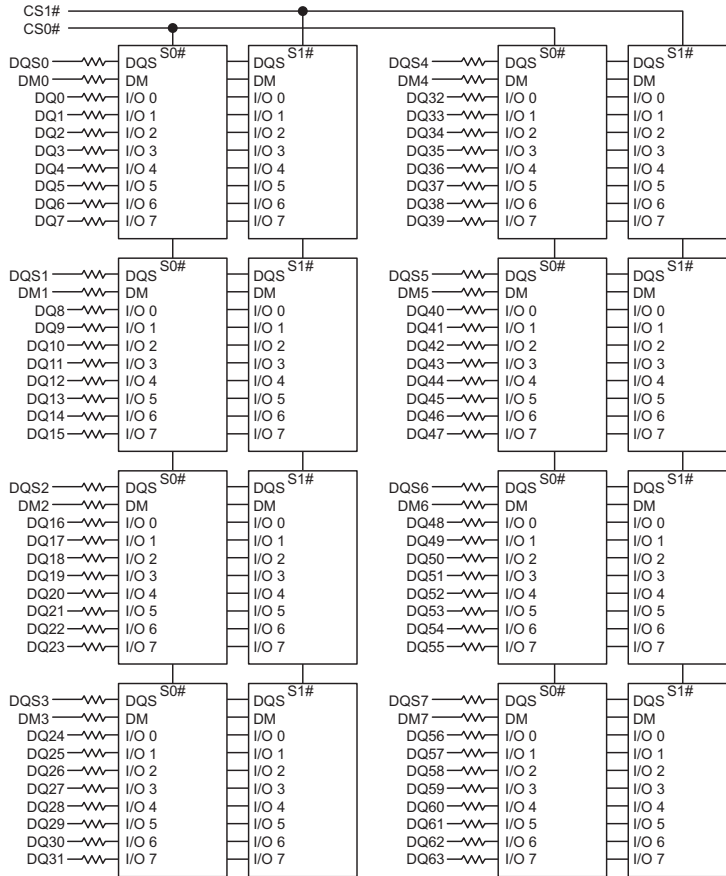 CS1#
CS0#
S0# S1# S0# S1#
DQS0 DQS DQS DQS4 DQS DQS
DM0 DM DM DM4 DM DM
DQ0 I/O 0 I/O 0 DQ32 I/O 0 I/O 0
DQ1 I/O 1 I/O 1 DQ33 I/O 1 I/O 1
DQ2 I/O 2 I/O 2 DQ34 I/O 2 I/O 2
DQ3 I/O 3 I/O 3 DQ35 I/O 3 I/O 3
DQ4 I/O 4 I/O 4 DQ36 I/O 4 I/O 4
DQ5 I/O 5 I/O 5 DQ37 I/O 5 I/O 5
DQ6 I/O 6 I/O 6 DQ38 I/O 6 I/O 6
DQ7 I/O 7 I/O 7 DQ39 I/O 7 I/O 7
S0# S1# S0# S1#
DQS1 DQS DQS DQS5 DQS DQS
DM1 DM DM DM5 DM DM
DQ8 I/O 0 I/O 0 DQ40 I/O 0 I/O 0
DQ9 I/O 1 I/O 1 DQ41 I/O 1 I/O 1
DQ10 I/O 2 I/O 2 DQ42 I/O 2 I/O 2
DQ11 I/O 3 I/O 3 DQ43 I/O 3 I/O 3
DQ12 I/O 4 I/O 4 DQ44 I/O 4 I/O 4
DQ13 I/O 5 I/O 5 DQ45 I/O 5 I/O 5
DQ14 I/O 6 I/O 6 DQ46 I/O 6 I/O 6
DQ15 I/O 7 I/O 7 DQ47 I/O 7 I/O 7
S0# S1# S0# S1#
DQS2 DQS DQS DQS6 DQS DQS
DM2 DM DM DM6 DM DM
DQ16 I/O 0 I/O 0 DQ48 I/O 0 I/O 0
DQ17 I/O 1 I/O 1 DQ49 I/O 1 I/O 1
DQ18 I/O 2 I/O 2 DQ50 I/O 2 I/O 2
DQ19 I/O 3 I/O 3 DQ51 I/O 3 I/O 3
DQ20 I/O 4 I/O 4 DQ52 I/O 4 I/O 4
DQ21 I/O 5 I/O 5 DQ53 I/O 5 I/O 5
DQ22 I/O 6 I/O 6 DQ54 I/O 6 I/O 6
DQ23 I/O 7 I/O 7 DQ55 I/O 7 I/O 7
S0# S1# S0# S1#
DQS3 DQS DQS DQS7 DQS DQS
DM3 DM DM DM7 DM DM
DQ24 I/O 0 I/O 0 DQ56 I/O 0 I/O 0
DQ25 I/O 1 I/O 1 DQ57 I/O 1 I/O 1
DQ26 I/O 2 I/O 2 DQ58 I/O 2 I/O 2
DQ27 I/O 3 I/O 3 DQ59 I/O 3 I/O 3
DQ28 I/O 4 I/O 4 DQ60 I/O 4 I/O 4
DQ29 I/O 5 I/O 5 DQ61 I/O 5 I/O 5
DQ30 I/O 6 I/O 6 DQ62 I/O 6 I/O 6
DQ31 I/O 7 I/O 7 DQ63 I/O 7 I/O 7